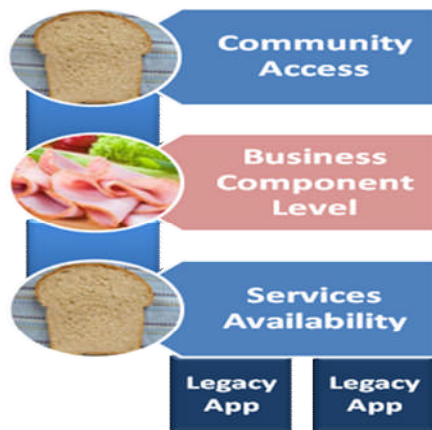 Community
Access
Business
Component
Level
Services
Availability
Legacy Legacy
App App